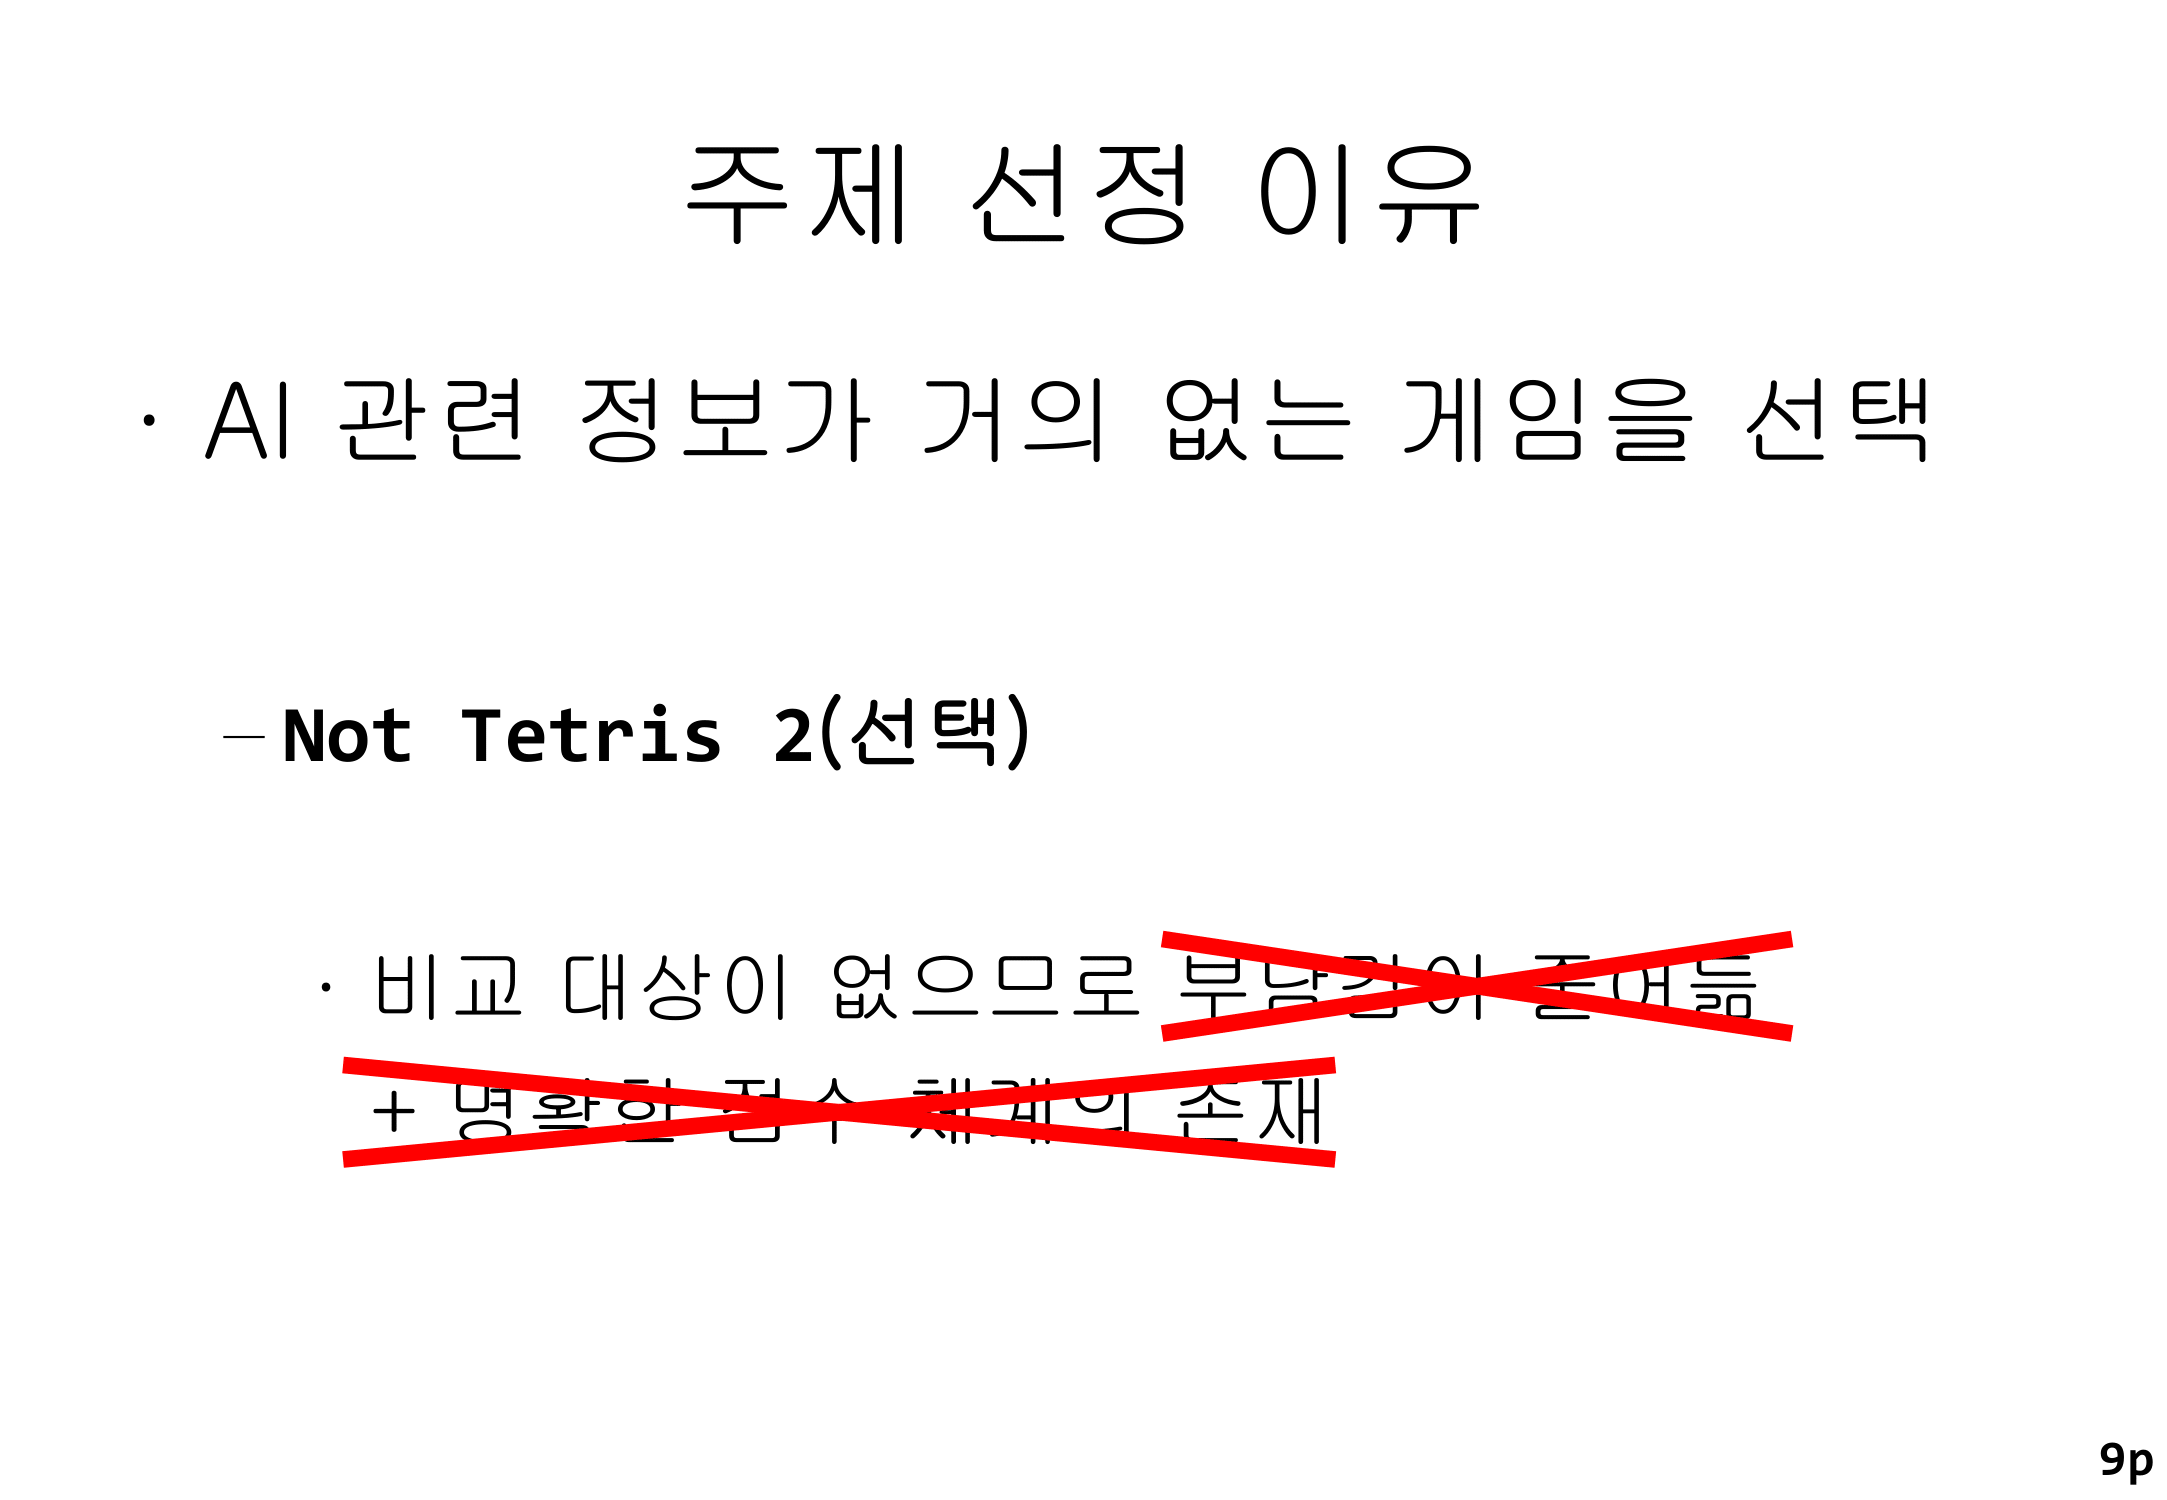 주제 선정 이유
· AI 관련 정보가 거의 없는 게임을 선택
– Not Tetris 2(선택)
· 비교 대상이 없으므로 부담감이 줄어듦
+ 명확한 점수 체계의 존재
9p